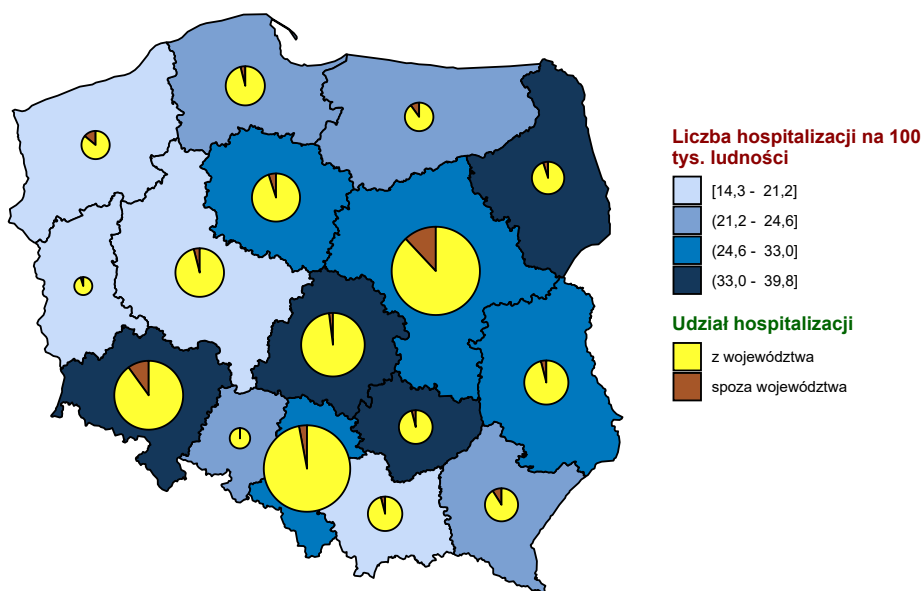 Liczba hospitalizacji na 100
tys. ludności
[14,3 - 21,2]
(21,2 - 24,6]
(24,6 - 33,0]
(33,0 - 39,8]
Udział hospitalizacji
z województwa
spoza województwa